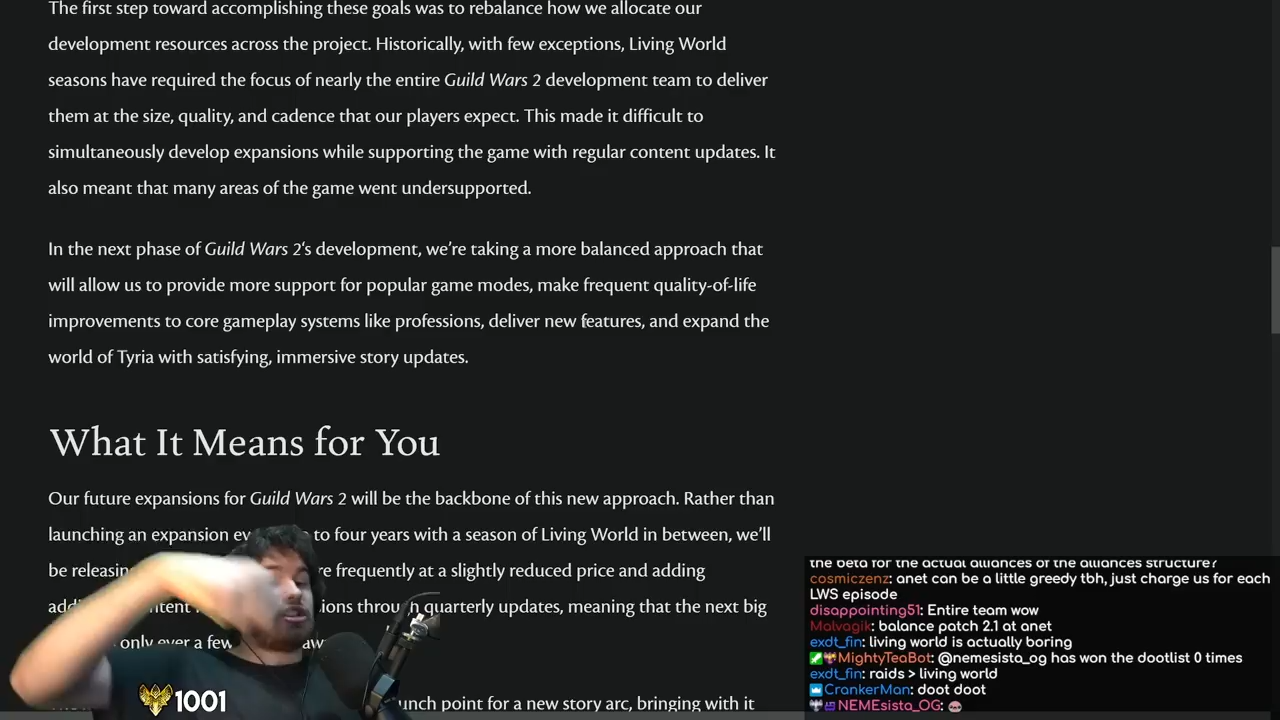 The first step toward accomplishing these goals was to rebalance how we allocate our
development resources across the project. Historically, with few exceptions, Living World
seasons have required the focus of nearly the entire Guild Wars 2 development team to deliver
them at the size, quality, and cadence that our players expect. This made it difficult to
simultaneously develop expansions while supporting the game with regular content updates. It
also meant that many areas of the game went undersupported.
In the next phase of Guild Wars 2's development, we're taking a more balanced approach that
will allow us to provide more support for popular game modes, make frequent quality-of-life
improvements to core gameplay systems like professions, deliver new features, and expand the
world of Tyria with satisfying, immersive story updates.
What It Means for You
Our future expansions for Guild Wars 2 will be the backbone of this new approach. Rather than
launching an expansion to four years with a season of Living World in between, we'll
be frequently at a slightly reduced price and adding
through quarterly updates, meaning that the next big
only ever a few
point for a new story arc, bringing with it
1001
the beta for the actual alliances of the alliances structure?
cosmiczenz: anet can be a little greedy tbh, just charge us for each
LWS episode
disappointing51: Entire team wow
Malvagik: balance patch 2.1 at anet
exdt_fin: living world is actually boring
MightyTeaBot: @nemesista_og has won the dootlist 0 times
exdt_fin: raids > living world
CrankerMan: doot doot
NEMEsista_OG: